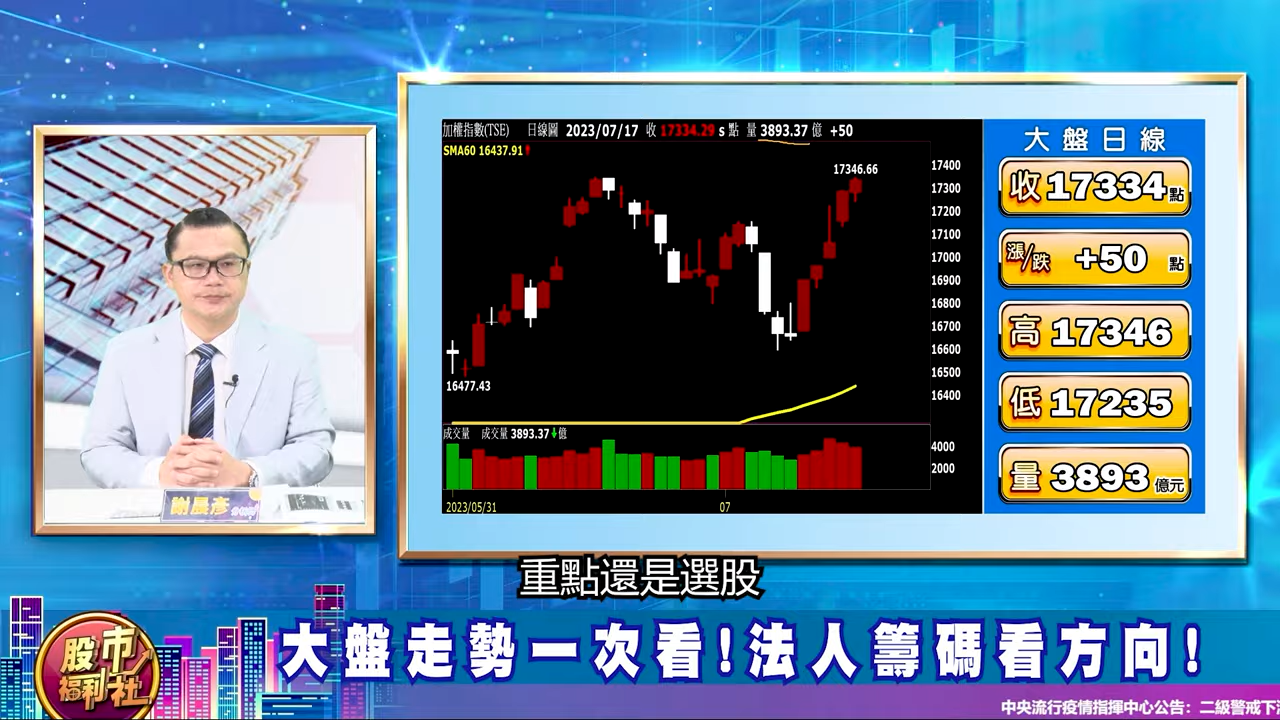 加權指數(TSE) 日線圖 2023/07/17 收 17334.29 s 點 量 3893.37 億 +50
SMA60 16437.91
17346.66
16477.43
17400
17300
17200
17100
17000
16900
16800
16700
16600
16500
16400
成交量 成交量 3893.37 億
4000
2000
2023/05/31
07
大盤日線
收 17334 點
漲/跌 +50 點
高 17346
低 17235
量 3893 億元
謝晨彥
重點還是選股
大盤走勢一次看!法人籌碼看方向!
股市
福利社
中央流行疫情指揮中心公告: 二級警戒下